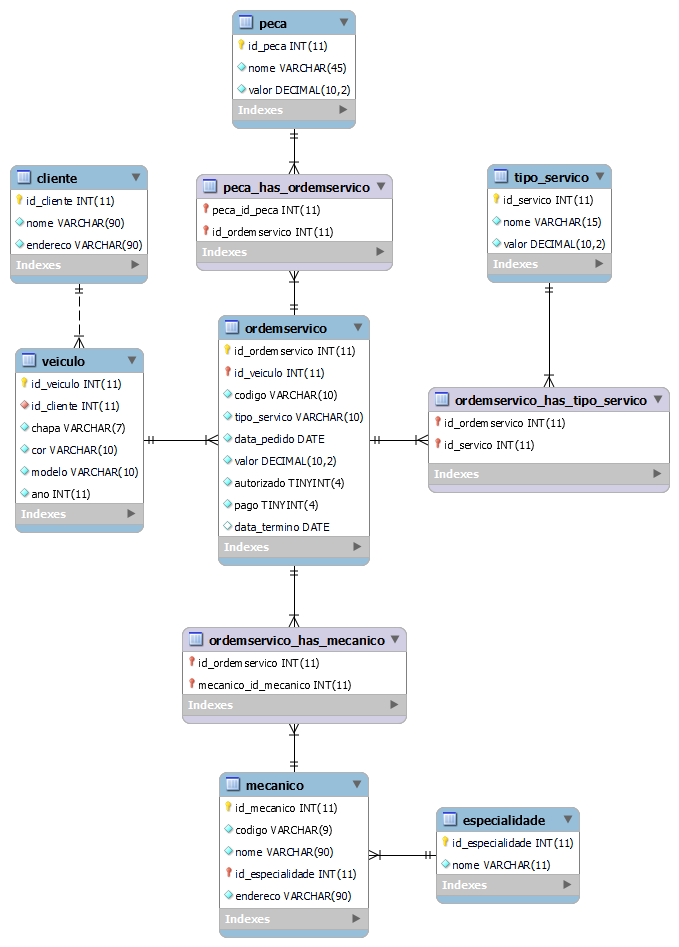 peca
id_peca INT(11)
nome VARCHAR(45)
valor DECIMAL(10,2)
Indexes
cliente
id_cliente INT(11)
nome VARCHAR(90)
endereco VARCHAR(90)
Indexes
peca_has_ordemservico
peca_id_peca INT(11)
id_ordemservico INT(11)
Indexes
tipo_servico
id_servico INT(11)
nome VARCHAR(15)
valor DECIMAL(10,2)
Indexes
veiculo
id_veiculo INT(11)
id_cliente INT(11)
chapa VARCHAR(7)
cor VARCHAR(10)
modelo VARCHAR(10)
ano INT(11)
Indexes
ordemservico
id_ordemservico INT(11)
id_veiculo INT(11)
codigo VARCHAR(10)
tipo_servico VARCHAR(10)
data_pedido DATE
valor DECIMAL(10,2)
autorizado TINYINT(4)
pago TINYINT(4)
data_termino DATE
Indexes
ordemservico_has_tipo_servico
id_ordemservico INT(11)
id_servico INT(11)
Indexes
ordemservico_has_mecanico
id_ordemservico INT(11)
mecanico_id_mecanico INT(11)
Indexes
mecanico
id_mecanico INT(11)
codigo VARCHAR(9)
nome VARCHAR(90)
id_especialidade INT(11)
endereco VARCHAR(90)
Indexes
especialidade
id_especialidade INT(11)
nome VARCHAR(11)
Indexes